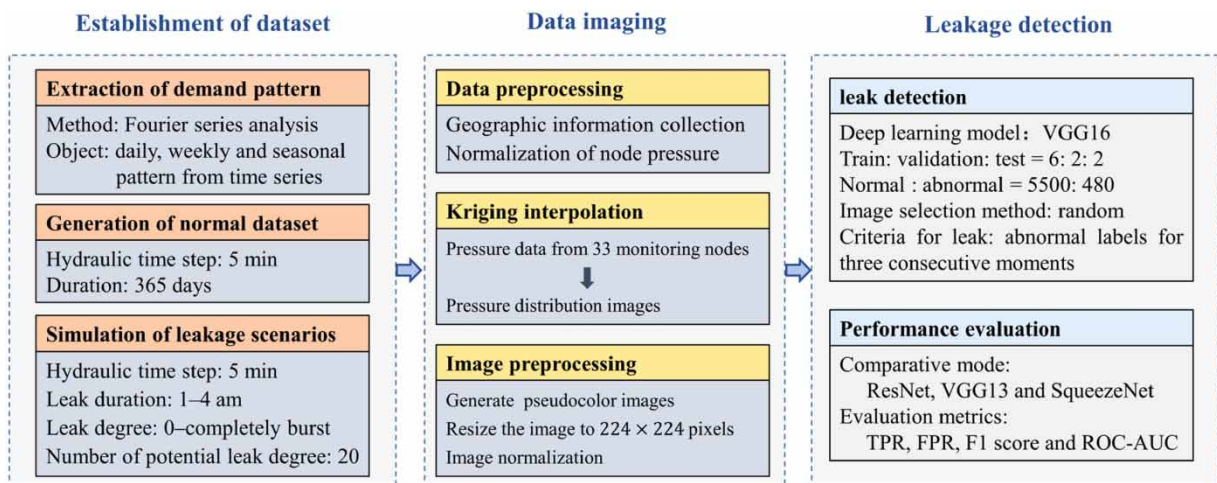 Establishment of dataset
Extraction of demand pattern
Method: Fourier series analysis
Object: daily, weekly and seasonal
pattern from time series
Generation of normal dataset
Hydraulic time step: 5 min
Duration: 365 days
Simulation of leakage scenarios
Hydraulic time step: 5 min
Leak duration: 1–4 am
Leak degree: 0–completely burst
Number of potential leak degree: 20
Data imaging
Data preprocessing
Geographic information collection
Normalization of node pressure
Kriging interpolation
Pressure data from 33 monitoring nodes
Pressure distribution images
Image preprocessing
Generate pseudocolor images
Resize the image to 224 × 224 pixels
Image normalization
Leakage detection
leak detection
Deep learning model：VGG16
Train: validation: test = 6: 2: 2
Normal : abnormal = 5500: 480
Image selection method: random
Criteria for leak: abnormal labels for
three consecutive moments
Performance evaluation
Comparative mode:
ResNet, VGG13 and SqueezeNet
Evaluation metrics:
TPR, FPR, F1 score and ROC-AUC